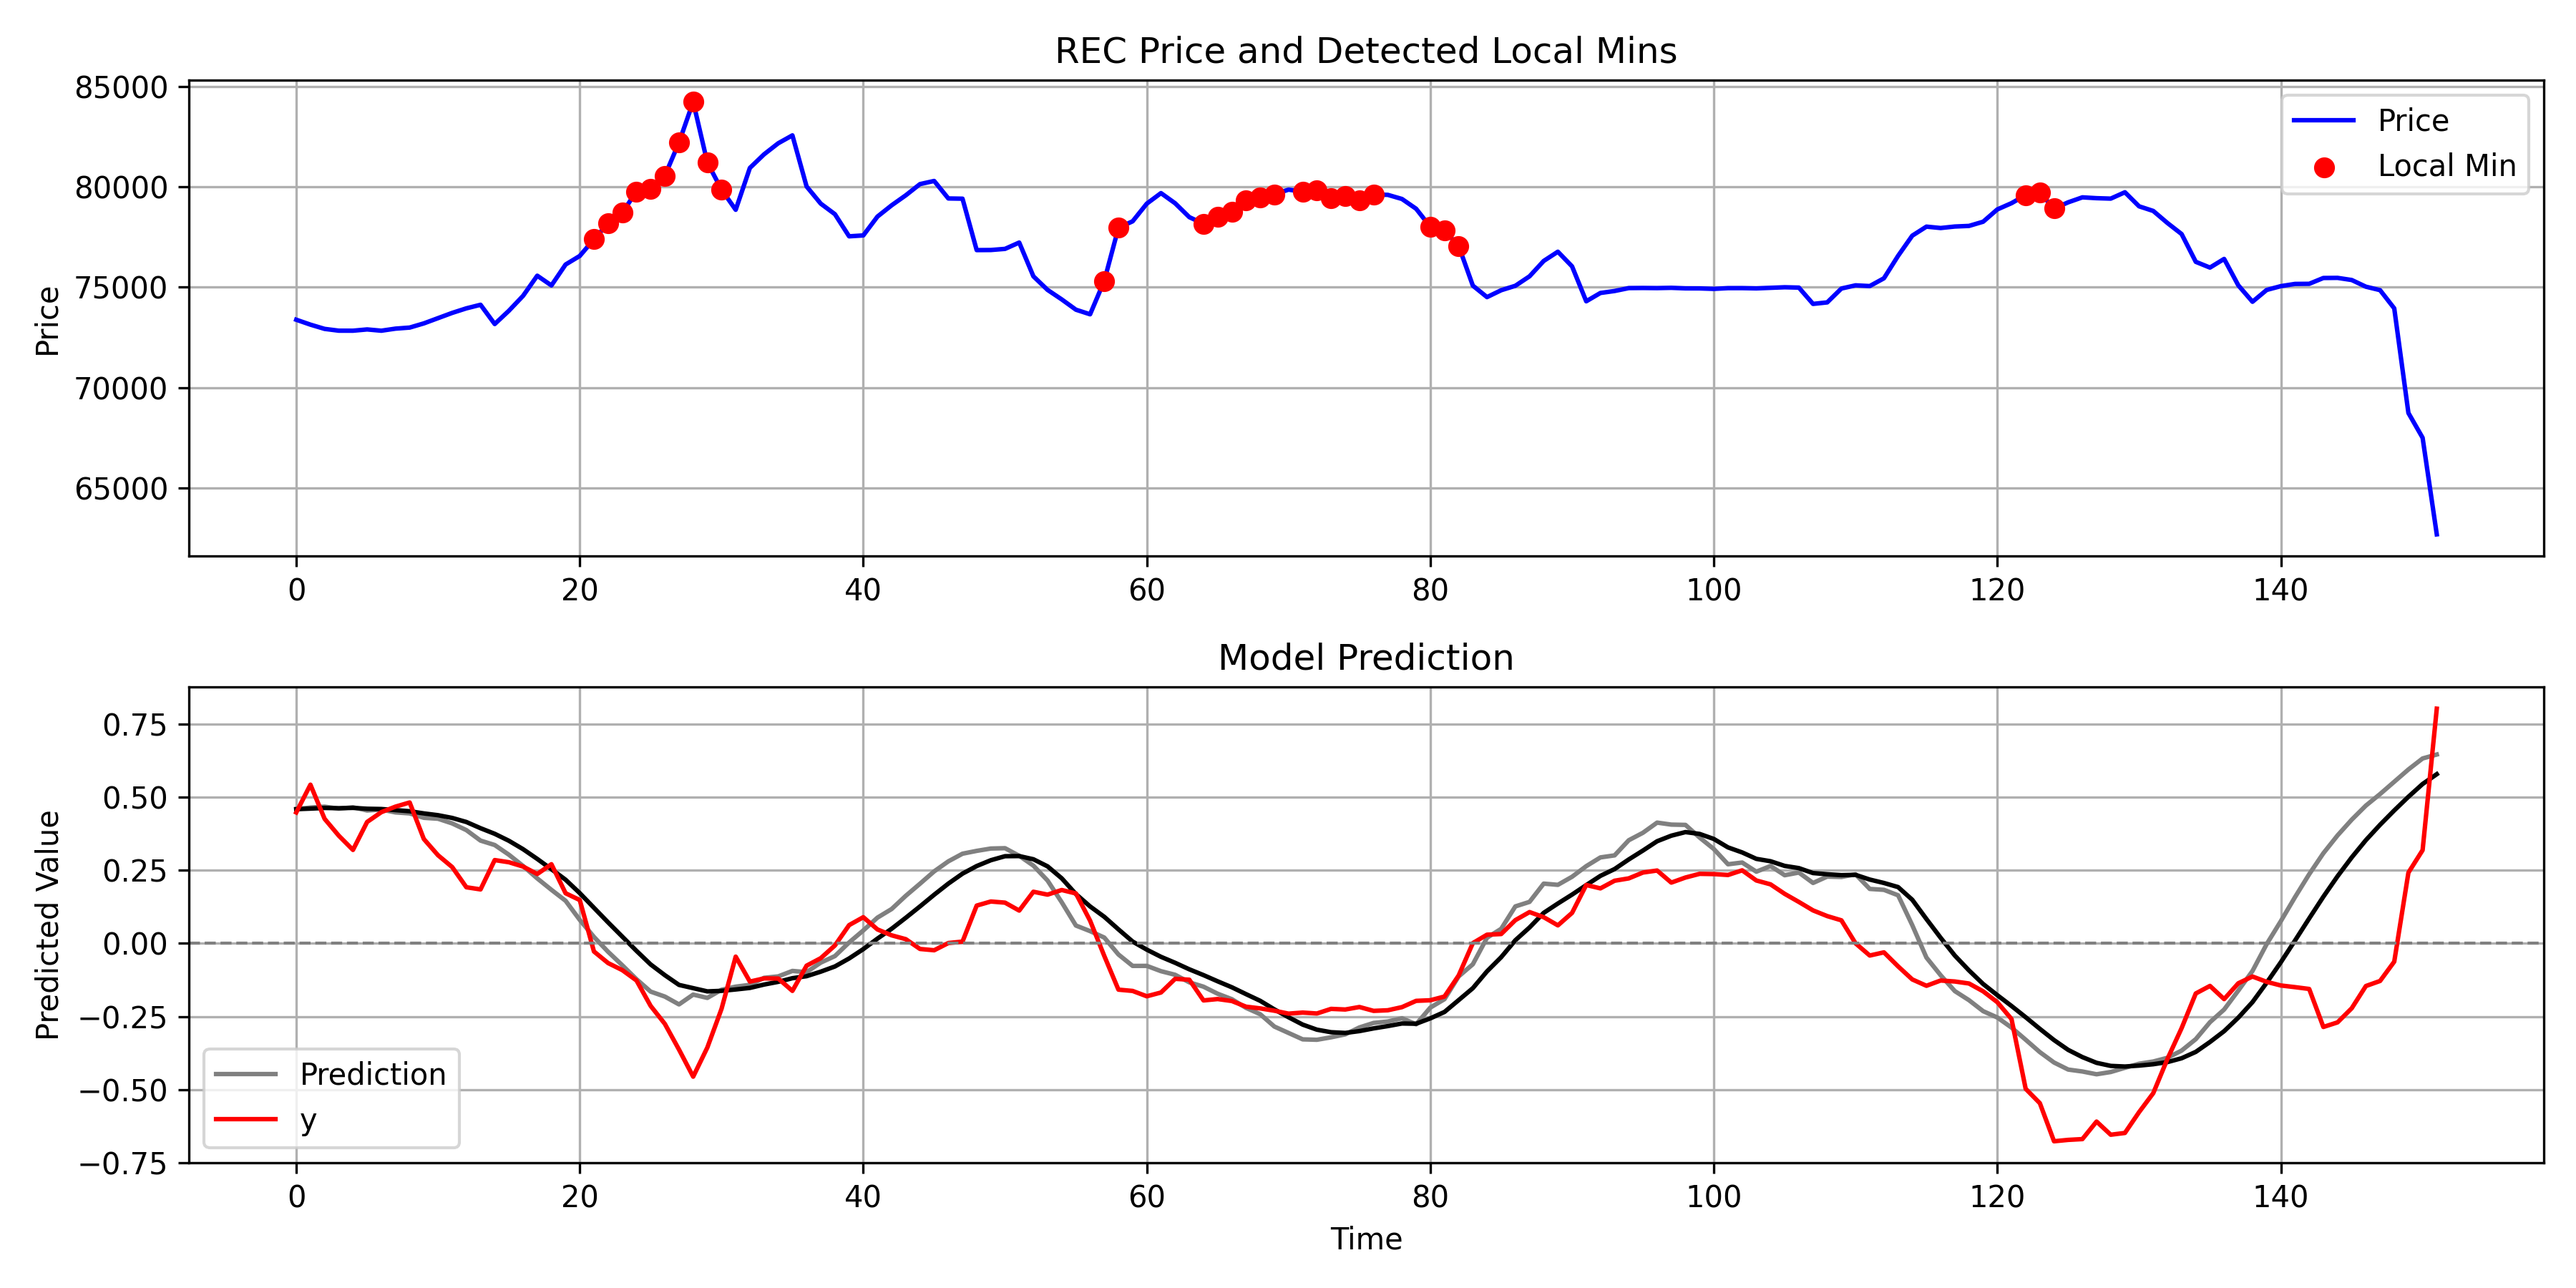 REC Price and Detected Local Mins
85000
80000
75000
70000
65000
Price
Price
Local Min
0 20 40 60 80 100 120 140
Model Prediction
0.75
0.50
0.25
0.00
−0.25
−0.50
−0.75
Predicted Value
Prediction
y
0 20 40 60 80 100 120 140
Time